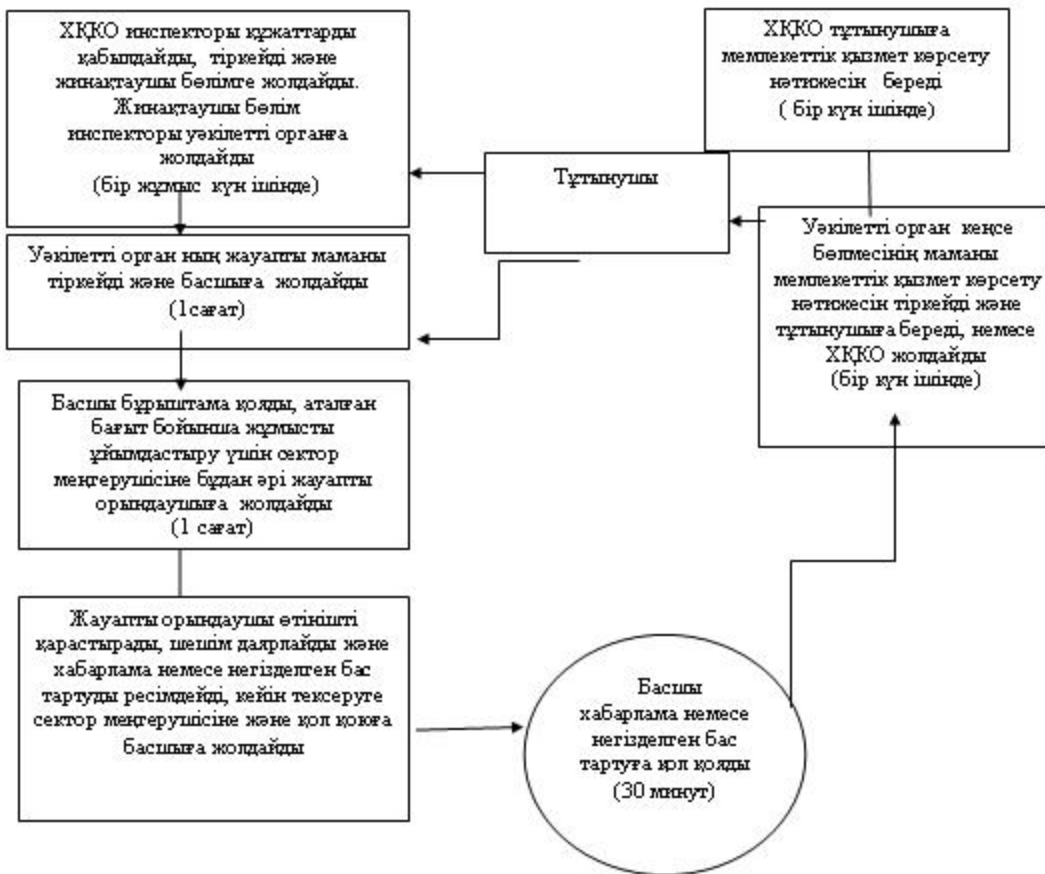 ХҚКО инспекторы құжаттарды
қабылдайды, тіркейді және
жинақтаушы бөлімге жолдайды.
Жинақтаушы бөлім
инспекторы уәкілетті органға
жолдайды
(бір жұмыс күн ішінде)
ХҚКО тұтынушыға
мемлекеттік қызмет көрсету
нәтижесін береді
( бір күн ішінде)
Тұтынушы
Уәкілетті орган ның жауапты маманы
тіркейді және басшыға жолдайды
(1сағат)
Уәкілетті орган кеңсе
бөлмесінің маманы
мемлекеттік қызмет көрсету
нәтижесін тіркейді және
тұтынушыға береді, немесе
ХҚКО жолдайды
(бір күн ішінде)
Басшы бұрыштама қояды, аталған
бағыт бойынша жұмысты
ұйымдастыру үшін сектор
меңгерушісіне бұдан әрі жауапты
орындаушыға жолдайды
(1 сағат)
Жауапты орындаушы өтінішті
қарастырады, шешім даярлайды және
хабарлама немесе негізделген бас
тартуды ресімдейді, кейін тексеруге
сектор меңгерушісіне және қол қоюға
басшыға жолдайды
Басшы
хабарлама немесе
негізделген бас
тартуға қол қояды
(30 минут)